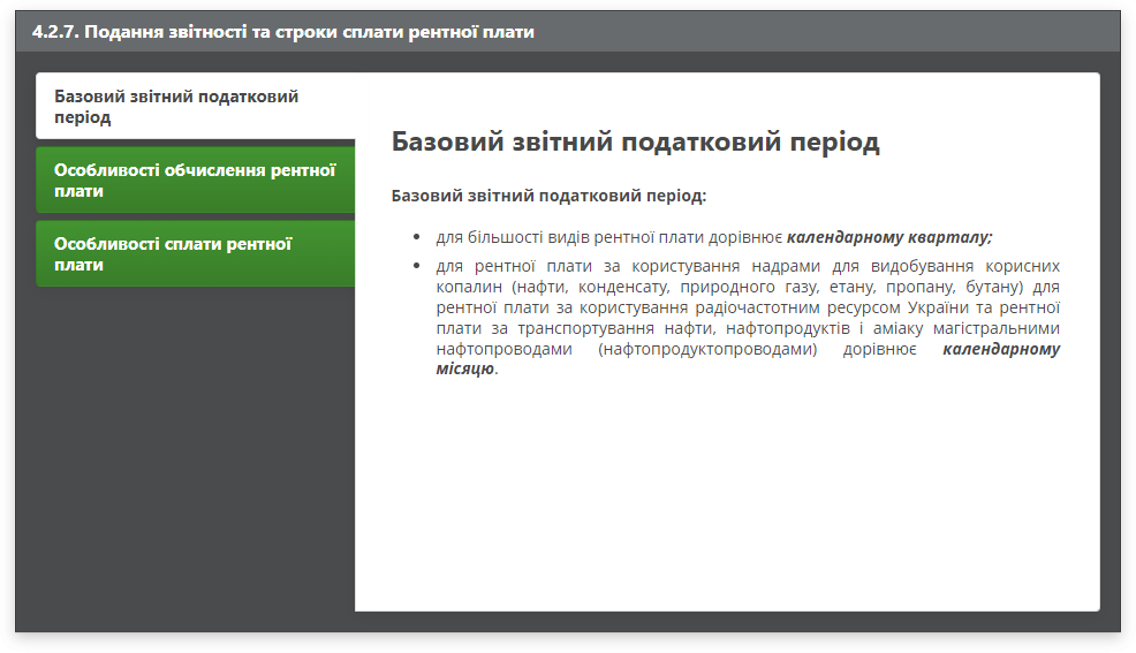 4.2.7. Подання звітності та строки сплати рентної плати
Базовий звітний податковий
період
Особливості обчислення рентної
плати
Особливості сплати рентної
плати
Базовий звітний податковий період
Базовий звітний податковий період:
• для більшості видів рентної плати дорівнює календарному кварталу;
• для рентної плати за користування надрами для видобування корисних
копалин (нафти, конденсату, природного газу, етану, пропану, бутану) для
рентної плати за користування радіочастотним ресурсом України та рентної
плати за транспортування нафти, нафтопродуктів і аміаку магістральними
нафтопроводами (нафтопродуктопроводами) дорівнює календарному
місяцю.